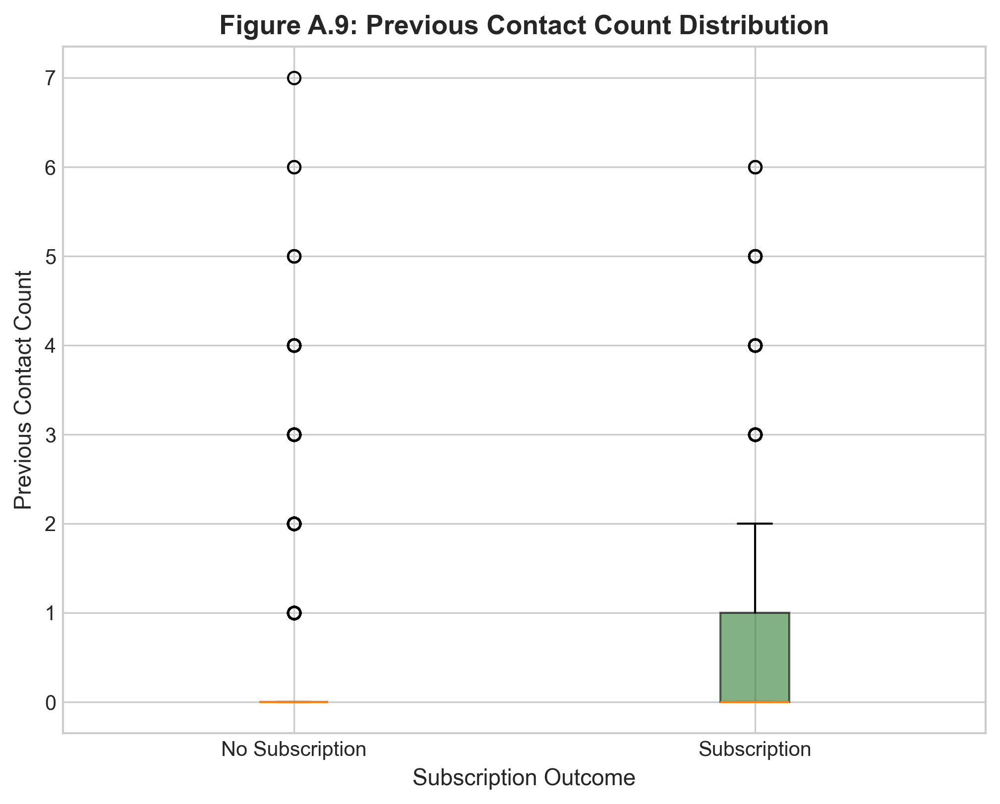 Figure A.9: Previous Contact Count Distribution
Previous Contact Count
7
6
5
4
3
2
1
0
No Subscription
Subscription
Subscription Outcome